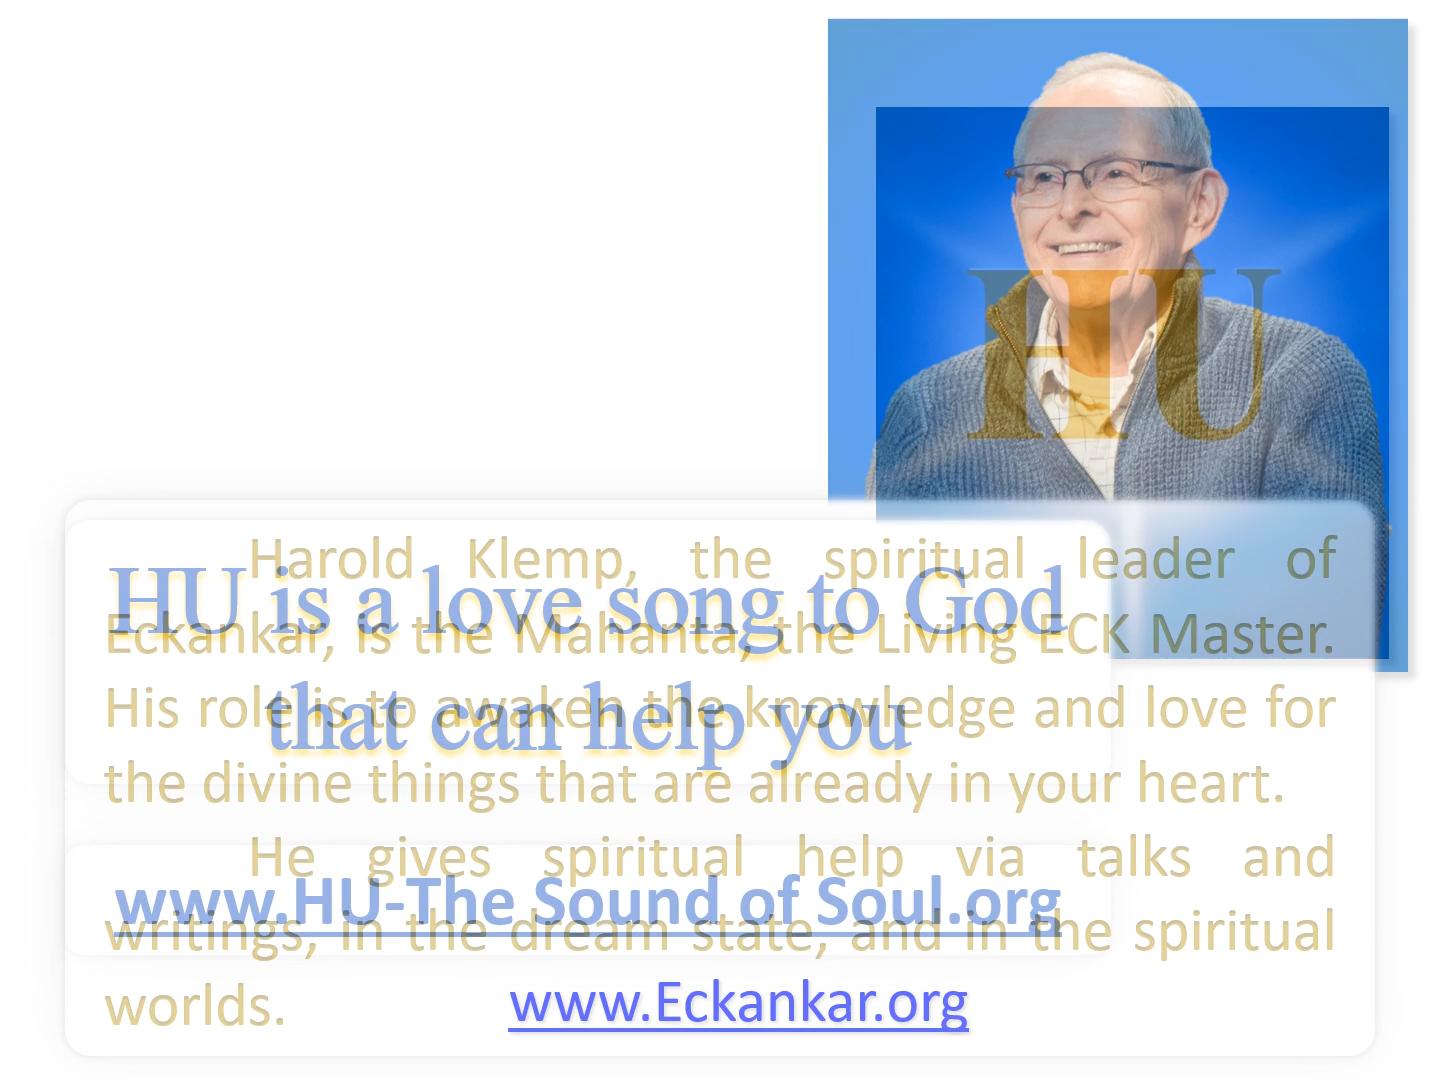 HU
Harold Klemp, the spiritual leader of
HU is a love song to God
Eckankar, is the Mahanta, the Living ECK Master.
His role is to awaken the knowledge and love for
that can help you
the divine things that are already in your heart.
He gives spiritual help via talks and
www.HU-The Sound of Soul.org
writings, in the dream state, and in the spiritual
worlds.
www.Eckankar.org